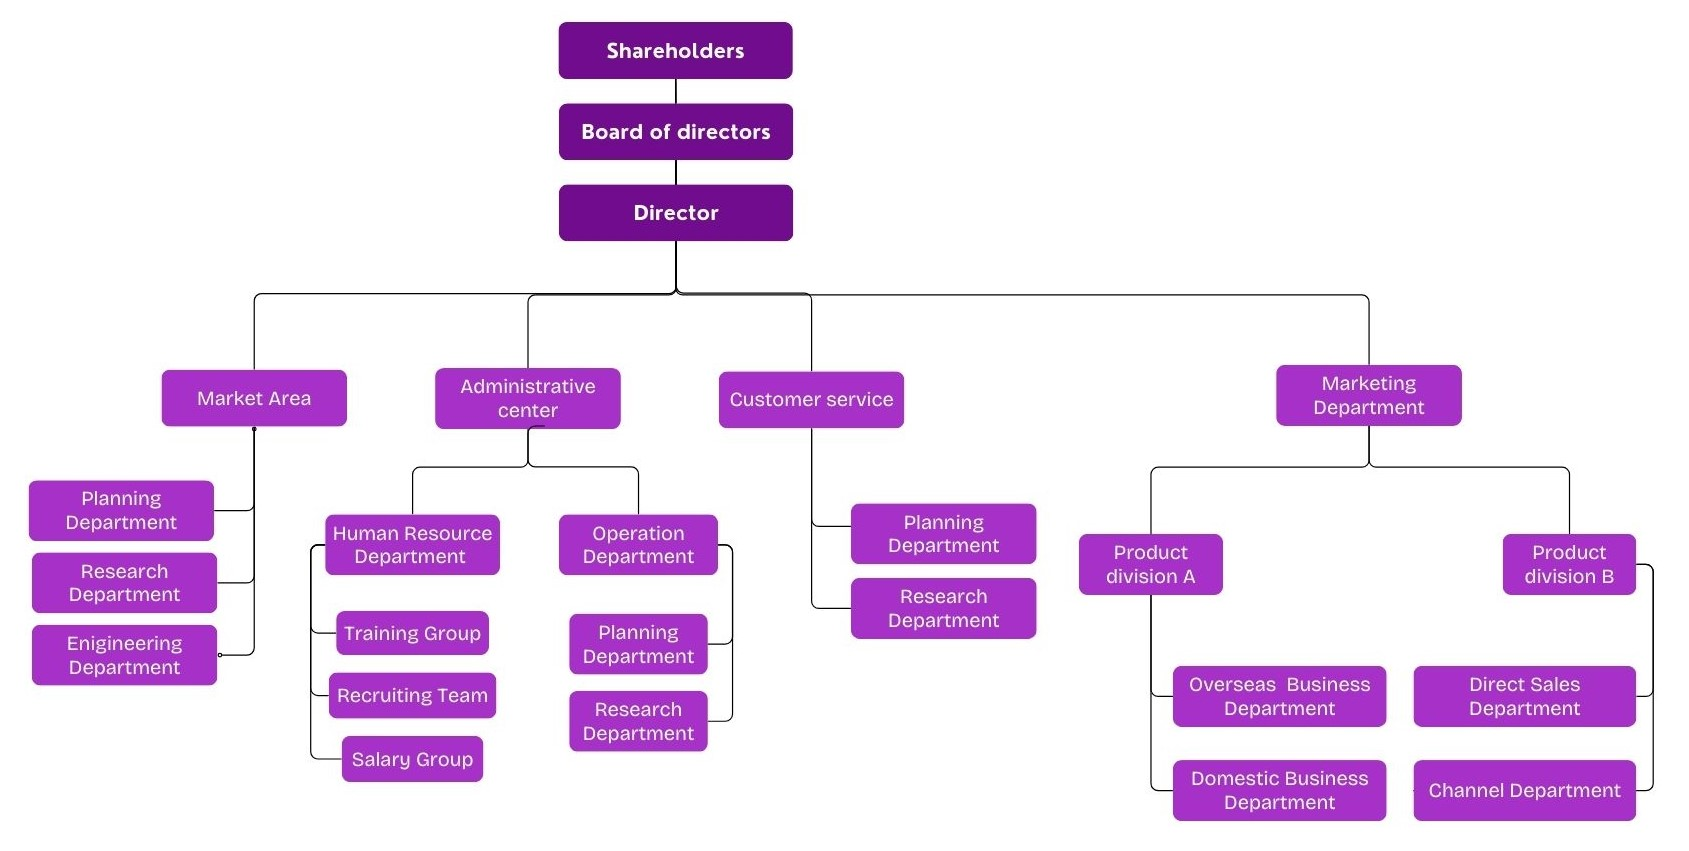 Shareholders
Board of directors
Director
Market Area
Administrative
center
Customer service
Marketing
Department
Planning
Department
Research
Department
Enigineering
Department
Human Resource
Department
Training Group
Recruiting Team
Salary Group
Operation
Department
Planning
Department
Research
Department
Planning
Department
Research
Department
Product
division A
Overseas  Business
Department
Domestic Business
Department
Product
division B
Direct Sales
Department
Channel Department